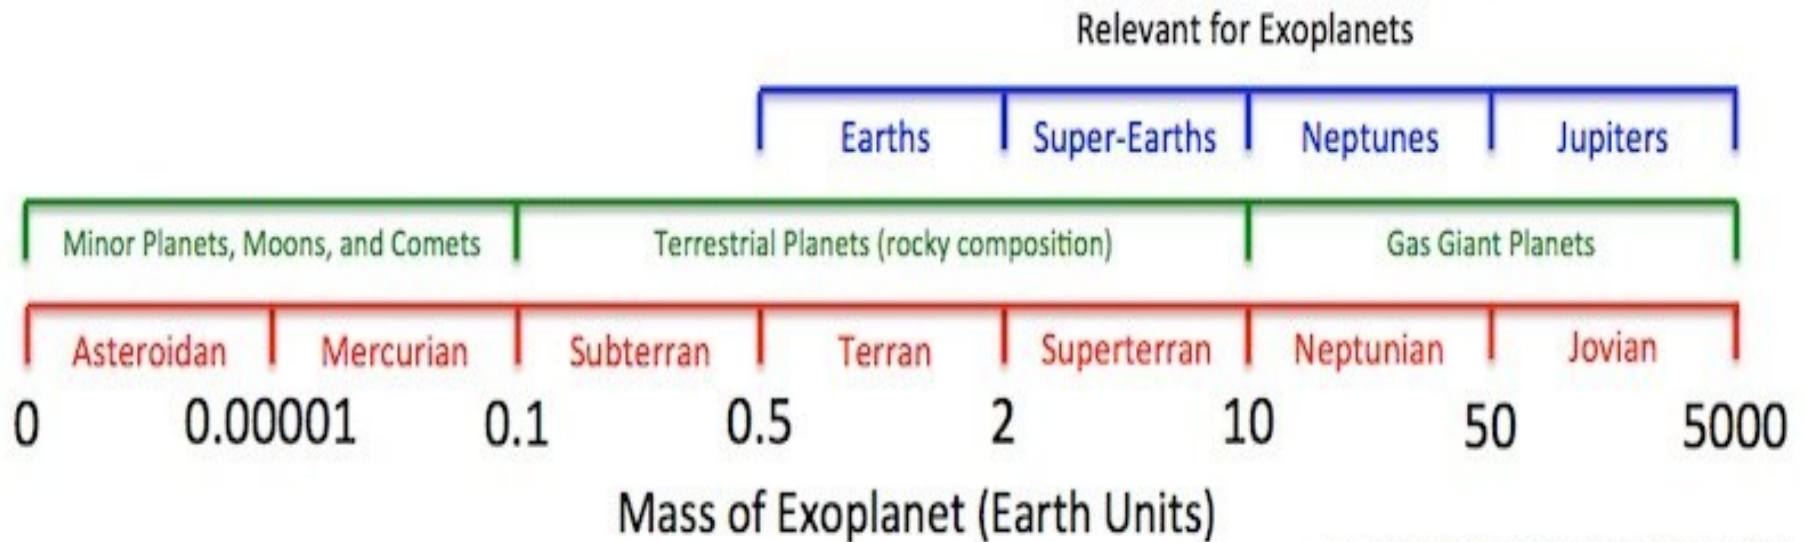 Relevant for Exoplanets
Earths Super-Earths Neptunes Jupiters
Minor Planets, Moons, and Comets Terrestrial Planets (rocky composition) Gas Giant Planets
Asteroidan Mercurian Subterran Terran Superterran Neptunian Jovian
0 0.00001 0.1 0.5 2 10 50 5000
Mass of Exoplanet (Earth Units)